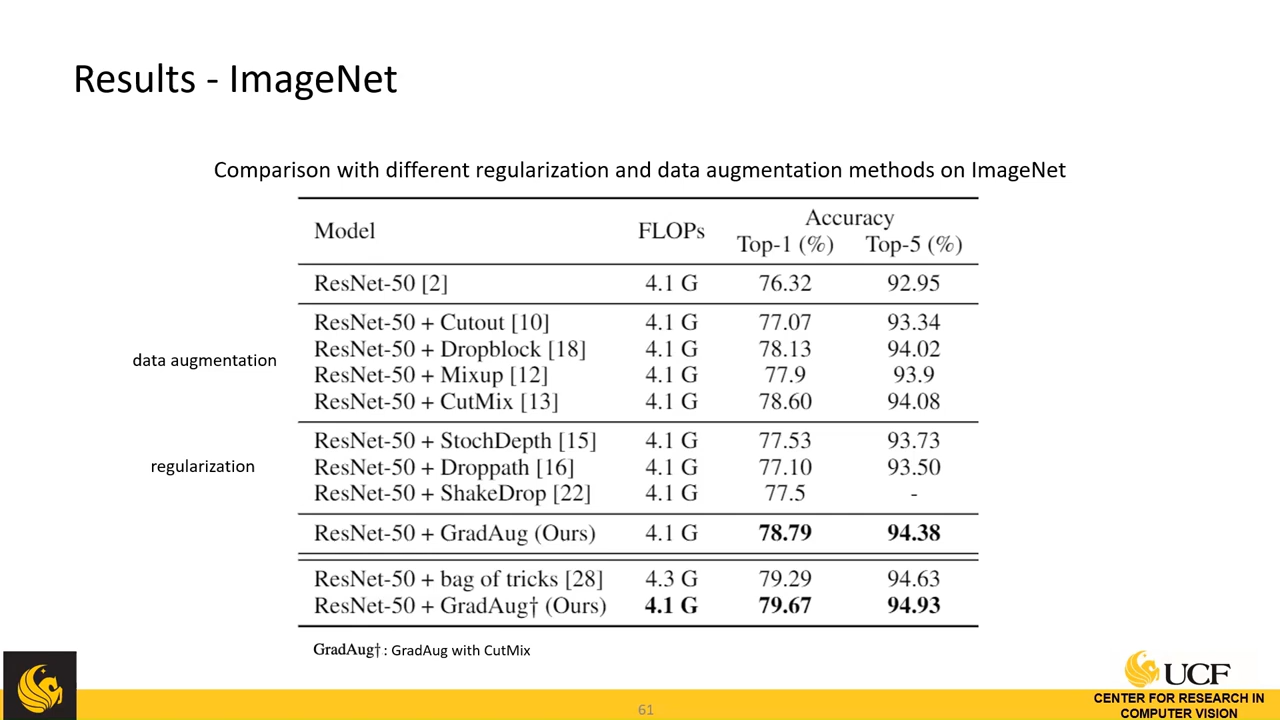 Results - ImageNet
Comparison with different regularization and data augmentation methods on ImageNet
Model FLOPs Accuracy
Top-1 (%) Top-5 (%)
ResNet-50 [2] 4.1 G 76.32 92.95
data augmentation
ResNet-50 + Cutout [10] 4.1 G 77.07 93.34
ResNet-50 + Dropblock [18] 4.1 G 78.13 94.02
ResNet-50 + Mixup [12] 4.1 G 77.9 93.9
ResNet-50 + CutMix [13] 4.1 G 78.60 94.08
regularization
ResNet-50 + StochDepth [15] 4.1 G 77.53 93.73
ResNet-50 + Droppath [16] 4.1 G 77.10 93.50
ResNet-50 + ShakeDrop [22] 4.1 G 77.5 -
ResNet-50 + GradAug (Ours) 4.1 G 78.79 94.38
ResNet-50 + bag of tricks [28] 4.3 G 79.29 94.63
ResNet-50 + GradAug† (Ours) 4.1 G 79.67 94.93
GradAug† : GradAug with CutMix
UCF
CENTER FOR RESEARCH IN
COMPUTER VISION
61